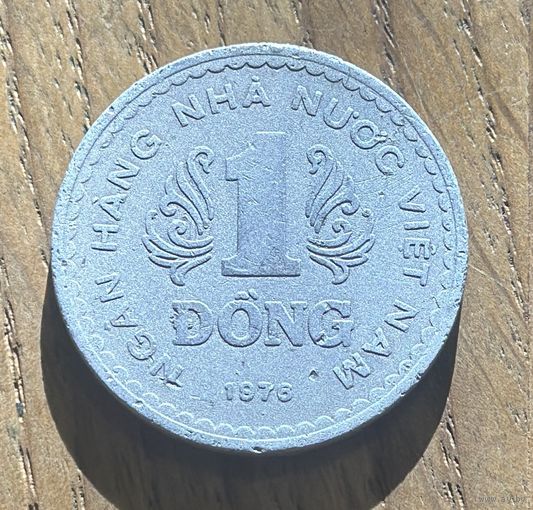 NGÂN HÀNG NHÀ NƯỚC VIỆT NAM
1
ĐỒNG
1976